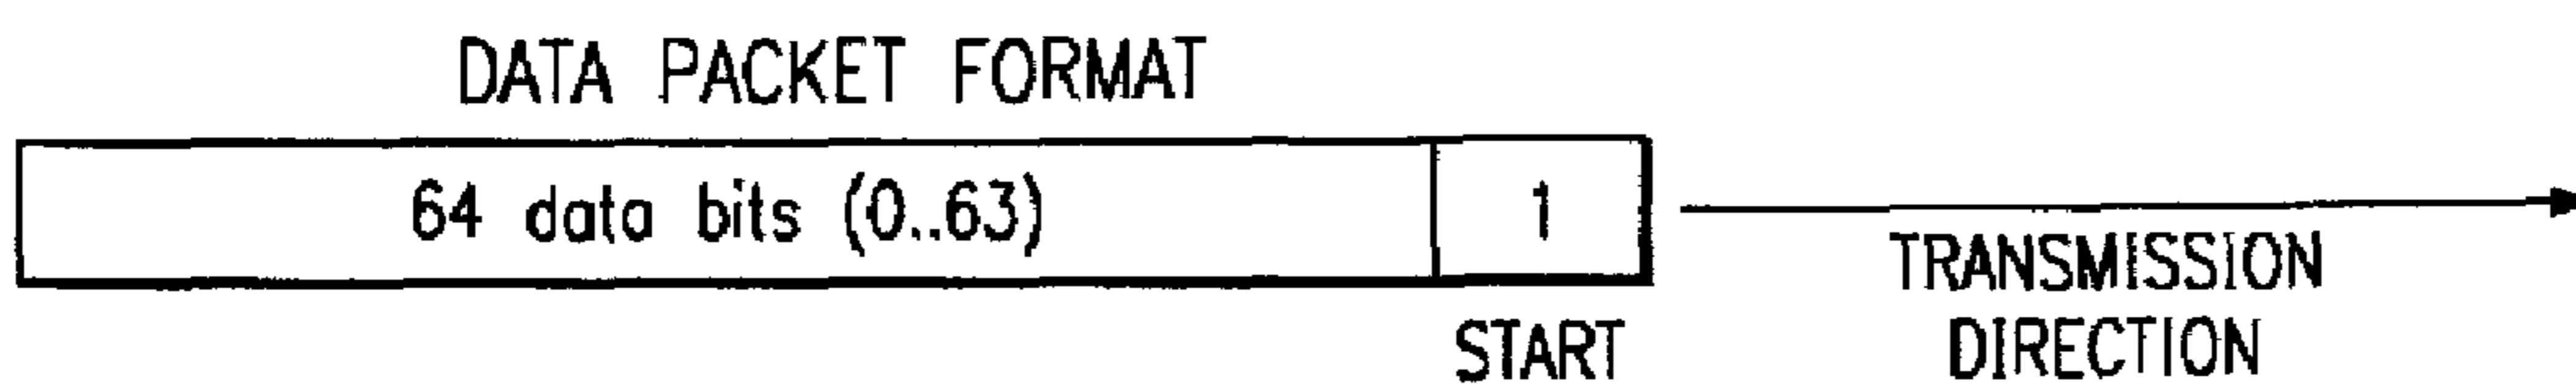 DATA PACKET FORMAT
64 data bits (0..63)
1
START
TRANSMISSION
DIRECTION